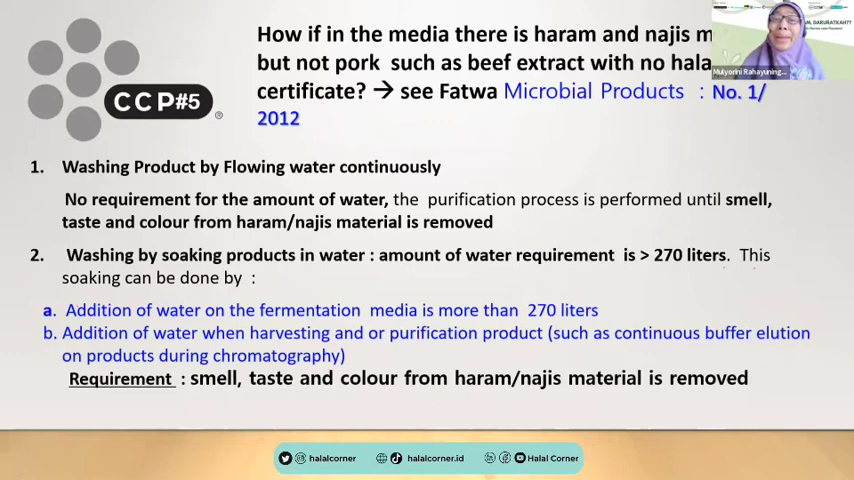 How if in the media there is haram and najis m
but not pork such as beef extract with no hala
certificate? → see Fatwa Microbial Products : No. 1/
2012
CCP#5
®
DARURATKAH??
Mulyorini Rahayuning...
1. Washing Product by Flowing water continuously
No requirement for the amount of water, the purification process is performed until smell,
taste and colour from haram/najis material is removed
2. Washing by soaking products in water : amount of water requirement is > 270 liters. This
soaking can be done by :
a. Addition of water on the fermentation media is more than 270 liters
b. Addition of water when harvesting and or purification product (such as continuous buffer elution
on products during chromatography)
Requirement : smell, taste and colour from haram/najis material is removed
halalcorner halalcorner.id Halal Corner